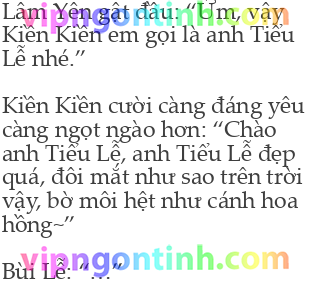 vipngontinh.com
Lâm Yên gật đầu: “Ừm, vậy
Kiền Kiền em gọi là anh Tiểu
Lễ nhé.”
Kiền Kiền cười càng đáng yêu
càng ngọt ngào hơn: “Chào
anh Tiểu Lễ, anh Tiểu Lễ đẹp
quá, đôi mắt như sao trên trời
vậy, bờ môi hệt như cánh hoa
hồng~”
vipngontinh.com
Bùi Lễ: “…”